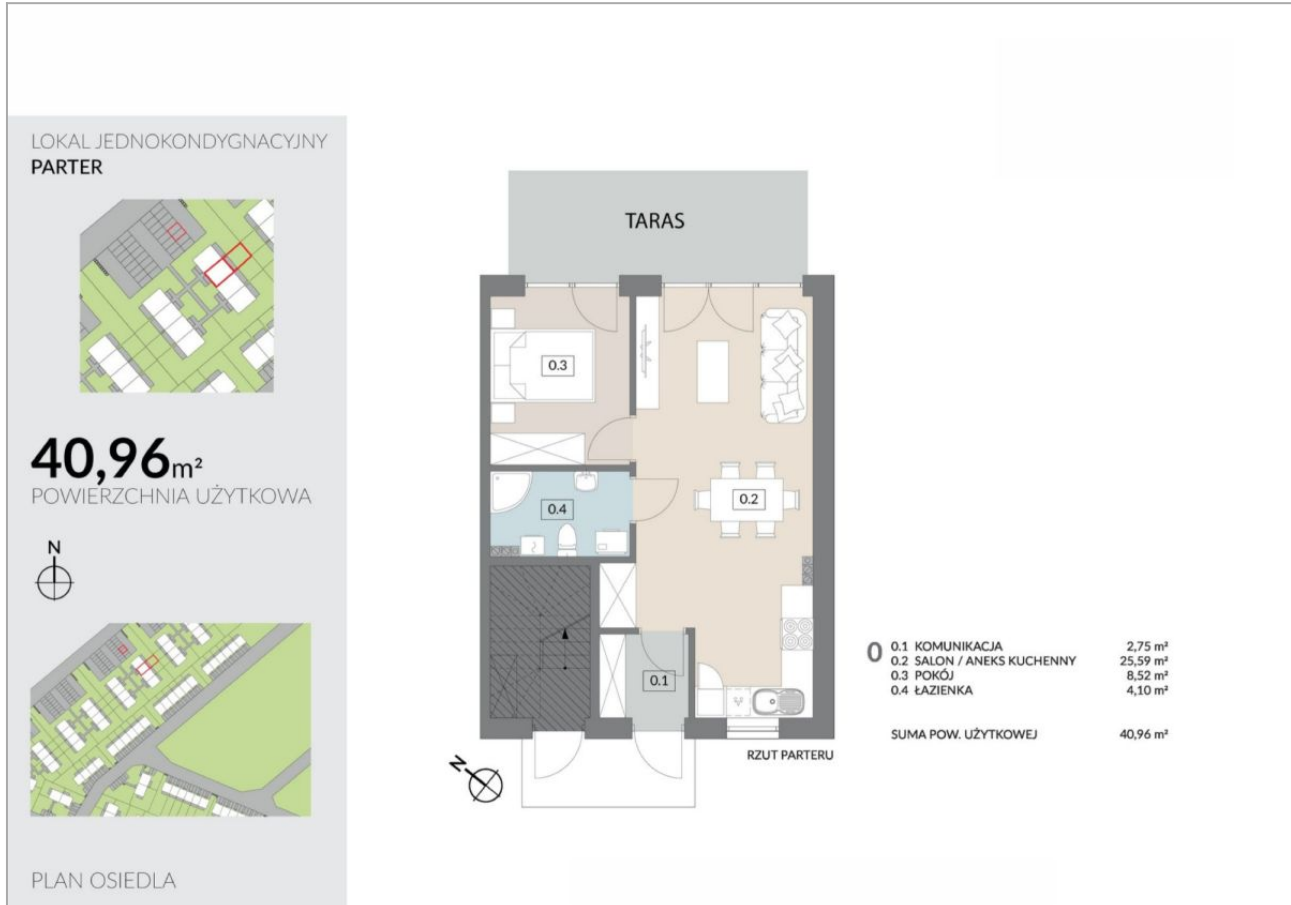 LOKAL JEDNOKONDYGNACYJNY
PARTER
40,96m²
POWIERZCHNIA UŻYTKOWA
N
PLAN OSIEDLA
TARAS
0.3
0.2
0.4
0.1
RZUT PARTERU
N
0
0.1 KOMUNIKACJA 2,75 m²
0.2 SALON / ANEKS KUCHENNY 25,59 m²
0.3 POKÓJ 8,52 m²
0.4 ŁAZIENKA 4,10 m²
SUMA POW. UŻYTKOWEJ 40,96 m²